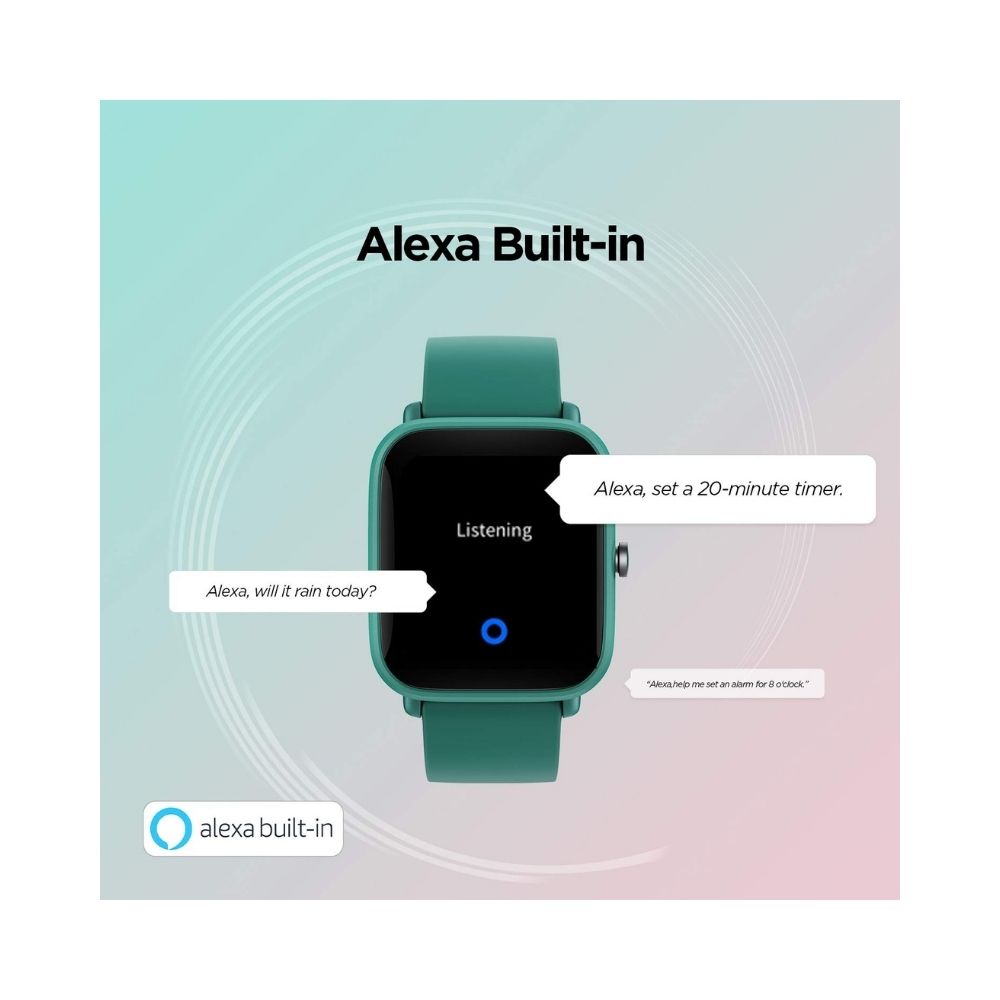 Alexa Built-in
Alexa, set a 20-minute timer.
Listening
Alexa, will it rain today?
"Alexa,help me set an alarm for 8 o'clock."
alexa built-in